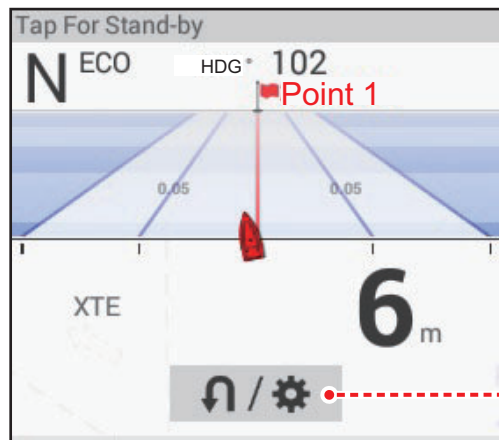 Tap For Stand-by
N ECO HDG° 102
Point 1
0.05 0.05
XTE 6 m
/